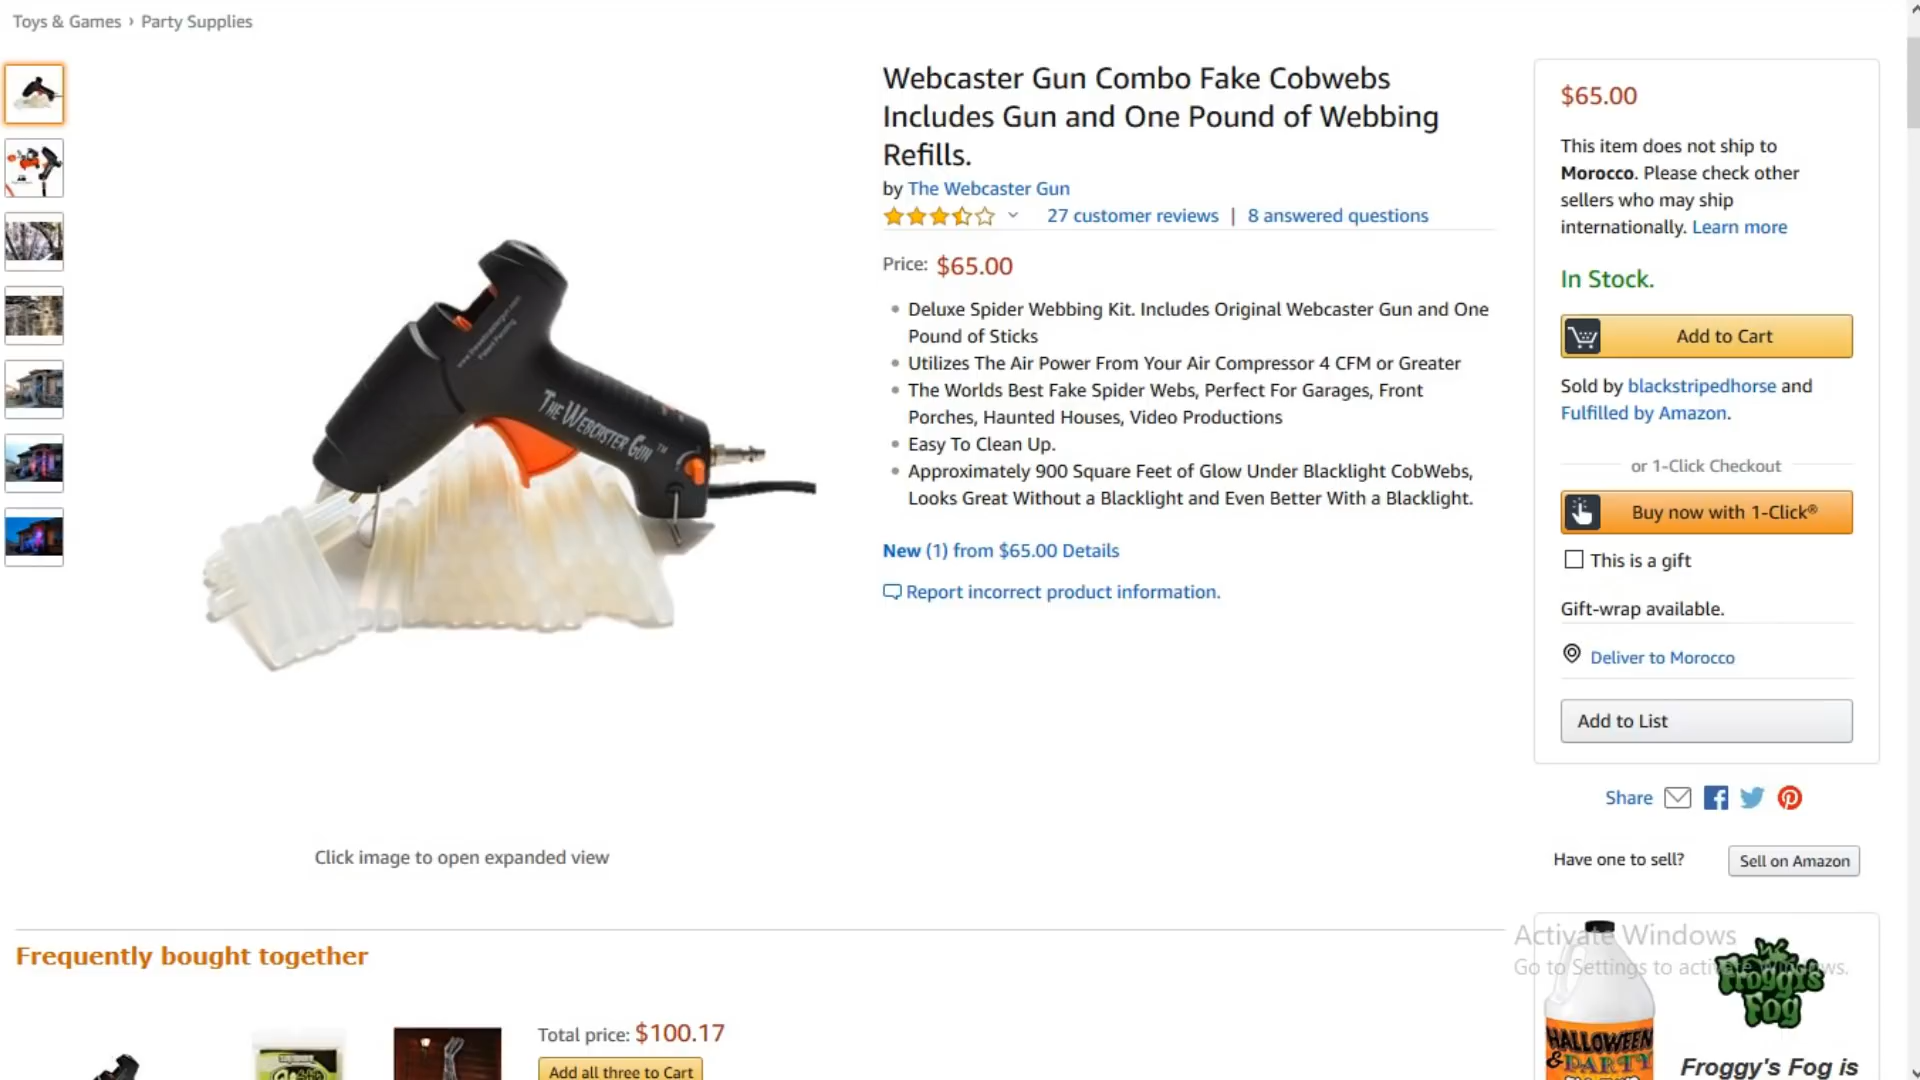 Toys & Games › Party Supplies
Webcaster Gun Combo Fake Cobwebs
Includes Gun and One Pound of Webbing
Refills.
by The Webcaster Gun
27 customer reviews | 8 answered questions
Price: $65.00
Deluxe Spider Webbing Kit. Includes Original Webcaster Gun and One
Pound of Sticks
Utilizes The Air Power From Your Air Compressor 4 CFM or Greater
The Worlds Best Fake Spider Webs, Perfect For Garages, Front
Porches, Haunted Houses, Video Productions
Easy To Clean Up.
Approximately 900 Square Feet of Glow Under Blacklight CobWebs,
Looks Great Without a Blacklight and Even Better With a Blacklight.
New (1) from $65.00 Details
Report incorrect product information.
THE WEBCASTER GUN ™
Click image to open expanded view
$65.00
This item does not ship to
Morocco. Please check other
sellers who may ship
internationally. Learn more
In Stock.
Add to Cart
Sold by blackstripedhorse and
Fulfilled by Amazon.
or 1-Click Checkout
Buy now with 1-Click®
This is a gift
Gift-wrap available.
Deliver to Morocco
Add to List
Share
Have one to sell?
Sell on Amazon
Frequently bought together
Total price: $100.17
Add all three to Cart
Activate Windows
Go to Settings to activate Windows.
Froggy's
Fog
HALLOWEEN
& PARTY
Froggy's Fog is